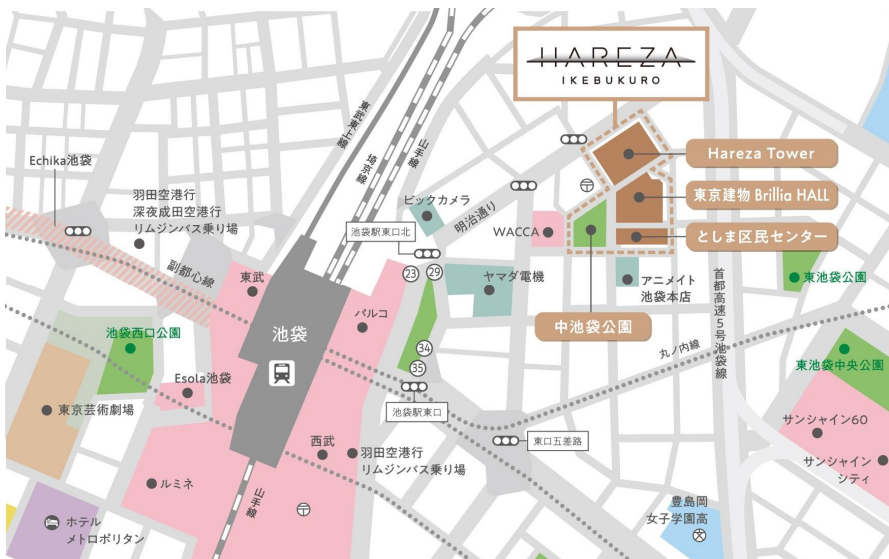 HAREZA
IKEBUKURO
Hareza Tower
東京建物 Brillia HALL
としま区民センター
中池袋公園
東武東上線
埼京線
山手線
Echika池袋
羽田空港行
深夜成田空港行
リムジンバス乗り場
ビックカメラ
明治通り
池袋駅東口北
WACCA
23
29
ヤマダ電機
アニメイト
池袋本店
首都高速5号池袋線
東池袋公園
副都心線
東武
池袋
パルコ
池袋西口公園
34
35
丸ノ内線
東池袋中央公園
Esola池袋
池袋駅東口
東京芸術劇場
東口五差路
サンシャイン60
西武
羽田空港行
リムジンバス乗り場
サンシャイン
シティ
ルミネ
山手線
豊島岡
女子学園高
文
ホテル
メトロポリタン